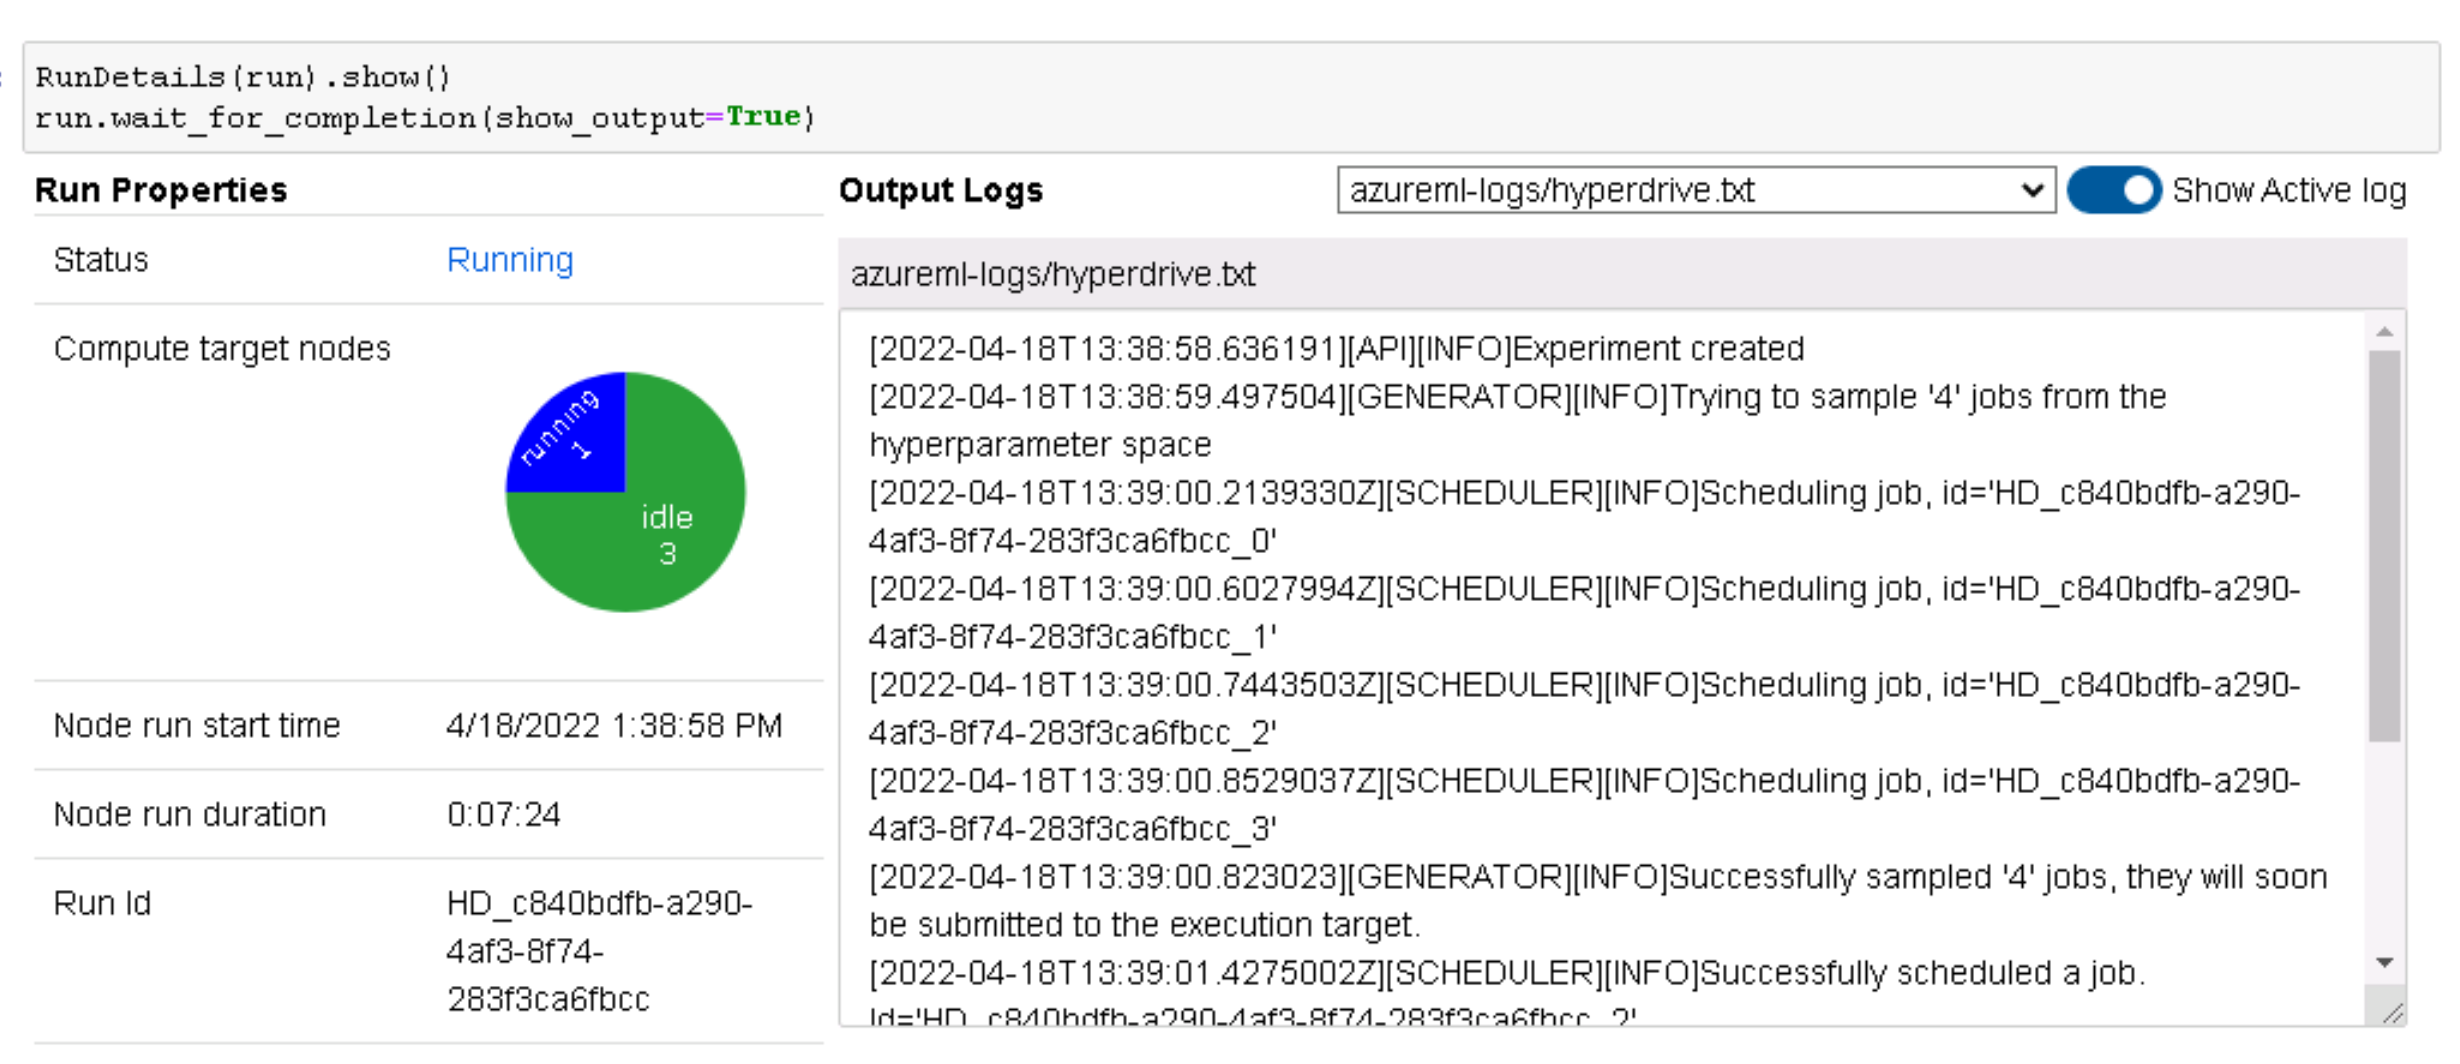 RunDetails(run).show()
run.wait_for_completion(show_output=True)
Run Properties
Status Running
Compute target nodes
running
1
idle
3
Node run start time 4/18/2022 1:38:58 PM
Node run duration 0:07:24
Run Id HD_c840bdfb-a290-
4af3-8f74-
283f3ca6fbcc
Output Logs azureml-logs/hyperdrive.txt Show Active log
azureml-logs/hyperdrive.txt
[2022-04-18T13:38:58.636191][API][INFO]Experiment created
[2022-04-18T13:38:59.497504][GENERATOR][INFO]Trying to sample '4' jobs from the
hyperparameter space
[2022-04-18T13:39:00.2139330Z][SCHEDULER][INFO]Scheduling job, id='HD_c840bdfb-a290-
4af3-8f74-283f3ca6fbcc_0'
[2022-04-18T13:39:00.6027994Z][SCHEDULER][INFO]Scheduling job, id='HD_c840bdfb-a290-
4af3-8f74-283f3ca6fbcc_1'
[2022-04-18T13:39:00.7443503Z][SCHEDULER][INFO]Scheduling job, id='HD_c840bdfb-a290-
4af3-8f74-283f3ca6fbcc_2'
[2022-04-18T13:39:00.8529037Z][SCHEDULER][INFO]Scheduling job, id='HD_c840bdfb-a290-
4af3-8f74-283f3ca6fbcc_3'
[2022-04-18T13:39:00.823023][GENERATOR][INFO]Successfully sampled '4' jobs, they will soon
be submitted to the execution target.
[2022-04-18T13:39:01.4275002Z][SCHEDULER][INFO]Successfully scheduled a job.
Id='HD_c840bdfb-a290-4af3-8f74-283f3ca6fbcc_2'